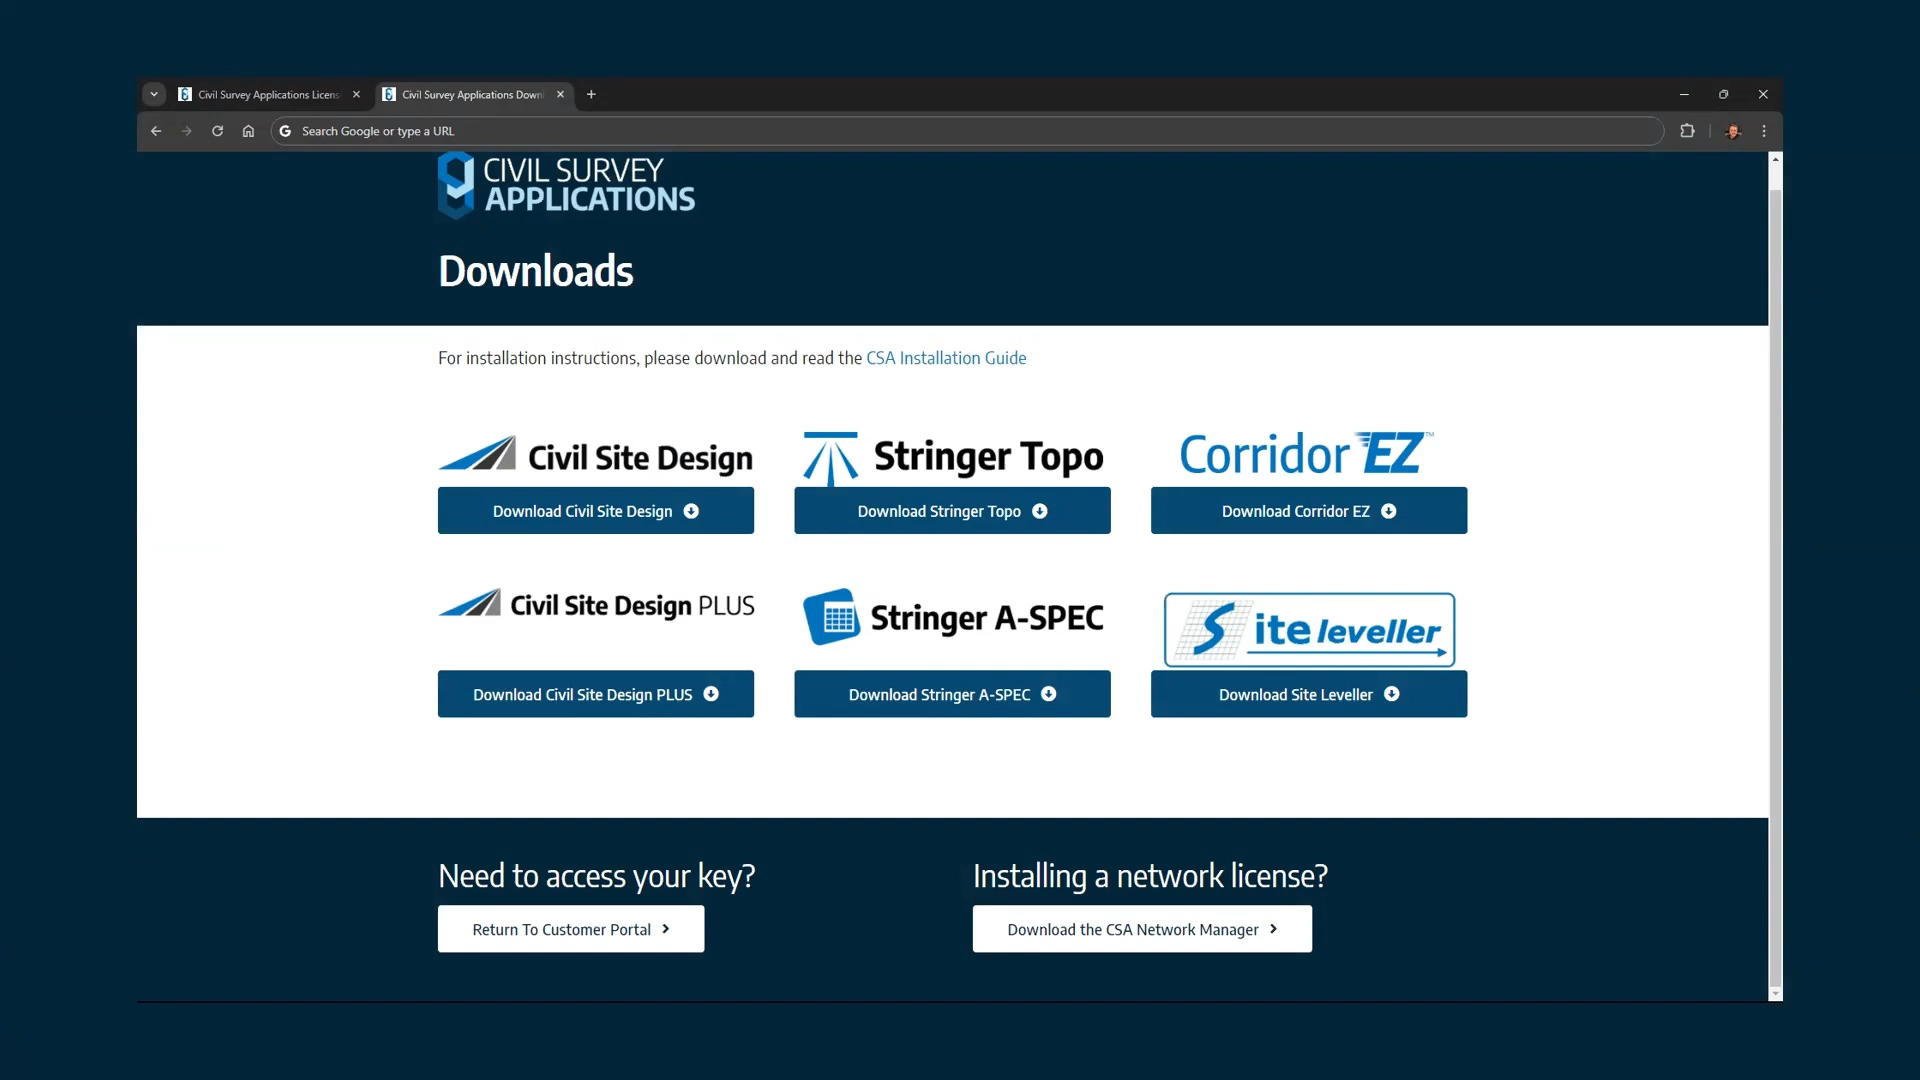 Civil Survey Applications Licens
Civil Survey Applications Down
Search Google or type a URL
CIVIL SURVEY
APPLICATIONS
Downloads
For installation instructions, please download and read the CSA Installation Guide
Civil Site Design
Stringer Topo
Corridor EZ™
Download Civil Site Design
Download Stringer Topo
Download Corridor EZ
Civil Site Design PLUS
Stringer A-SPEC
Site leveller
Download Civil Site Design PLUS
Download Stringer A-SPEC
Download Site Leveller
Need to access your key?
Installing a network license?
Return To Customer Portal
Download the CSA Network Manager